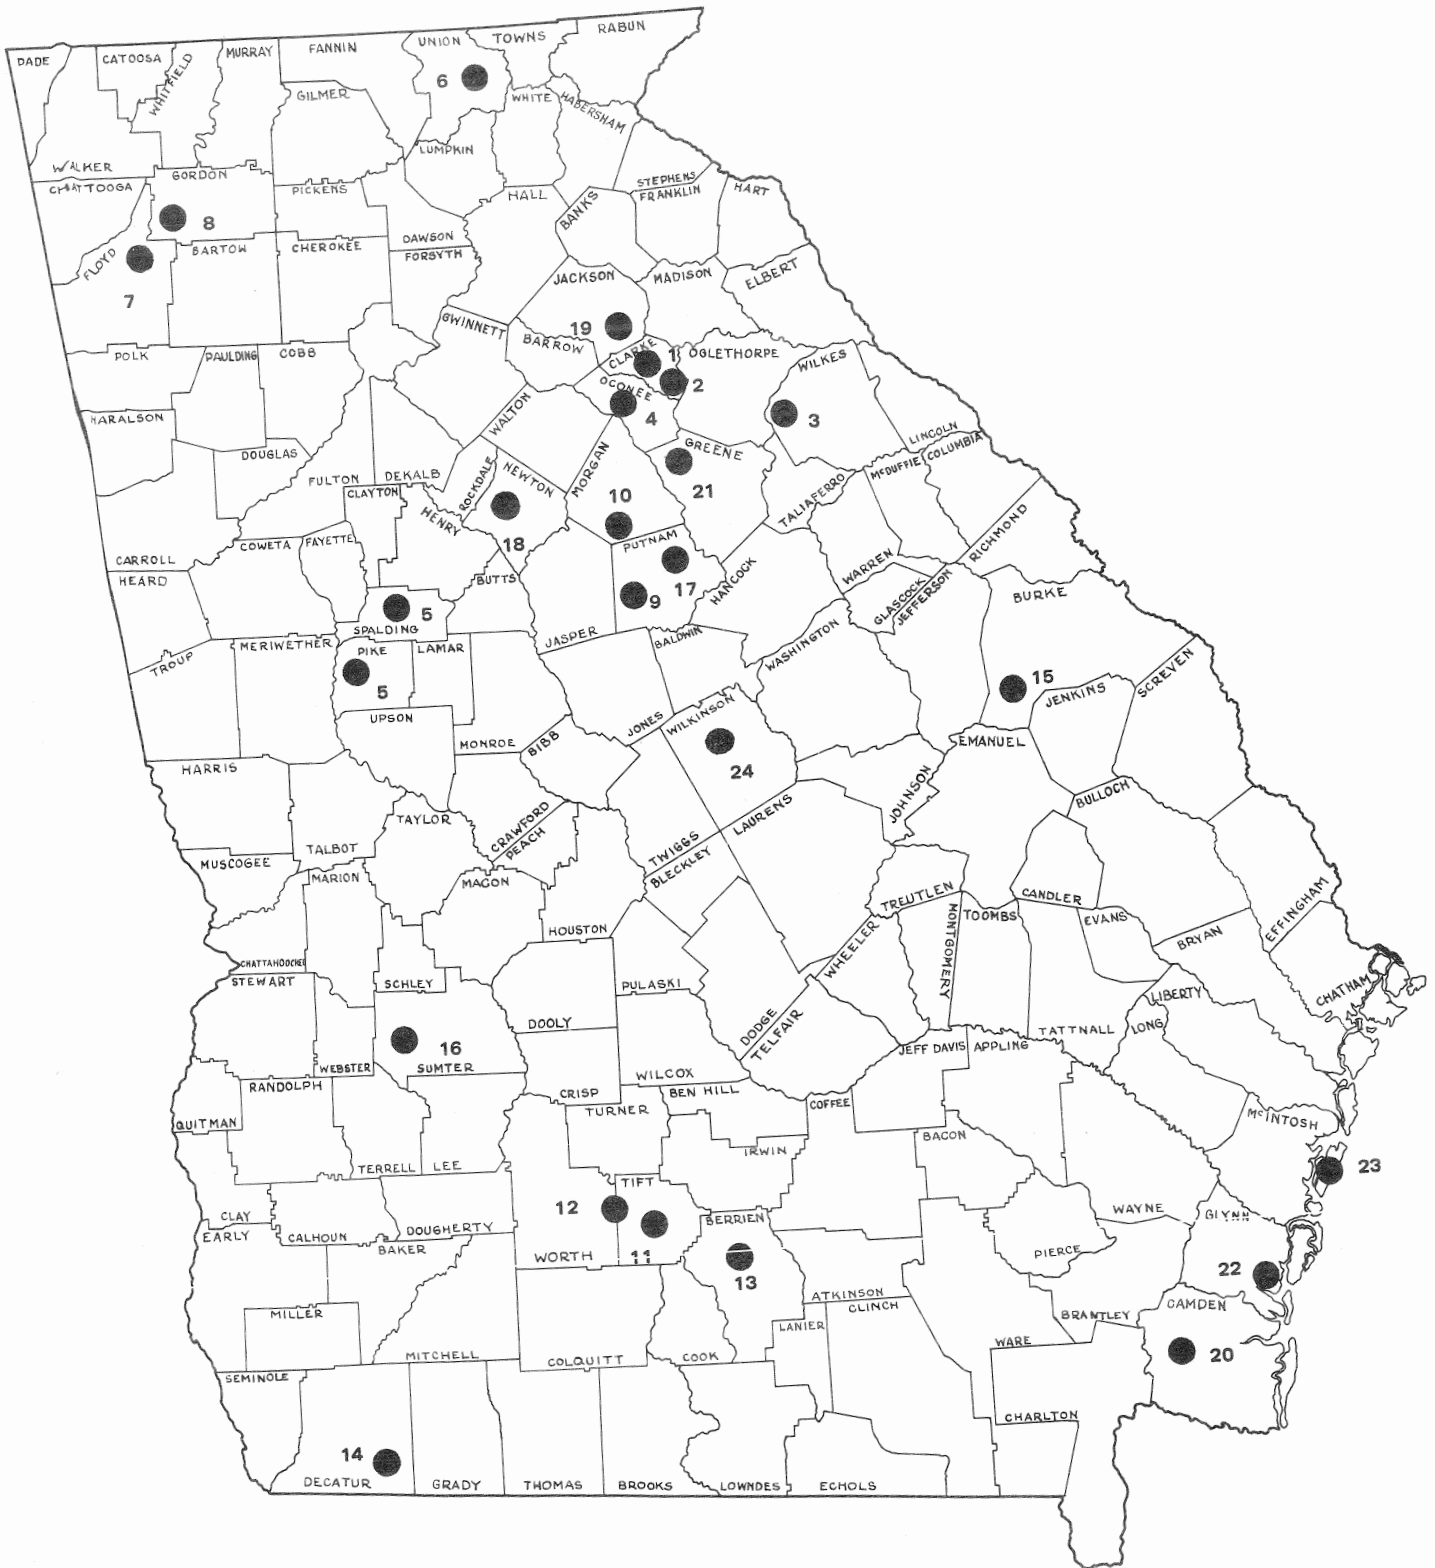 DADE
CATOOSA
WHITFIELD
MURRAY
FANNIN
UNION
TOWNS
RABUN
6
GILMER
WHITE
HABERSHAM
WALKER
LUMPKIN
CHATTOOGA
GORDON
PICKENS
HALL
BANKS
STEPHENS
FRANKLIN
HART
8
DAWSON
FLOYD
BARTOW
CHEROKEE
FORSYTH
7
JACKSON
MADISON
ELBERT
19
GWINNETT
BARROW
CLARKE
1
OGLETHORPE
WILKES
POLK
PAULDING
COBB
OCONEE
2
4
3
HARALSON
WALTON
DOUGLAS
FULTON
DEKALB
ROCKDALE
NEWTON
MORGAN
GREENE
LINCOLN
COLUMBIA
McDUFFIE
CLAYTON
HENRY
10
21
TALIAFERRO
18
PUTNAM
RICHMOND
CARROLL
COWETA
FAYETTE
HEARD
BUTTS
17
HANCOCK
WARREN
GLASCOCK
JEFFERSON
BURKE
5
9
SPALDING
TROUP
MERIWETHER
PIKE
LAMAR
JASPER
BALDWIN
WASHINGTON
5
15
JENKINS
SCREVEN
UPSON
MONROE
BIBB
JONES
WILKINSON
EMANUEL
24
HARRIS
JOHNSON
BULLOCH
TALBOT
TAYLOR
CRAWFORD
PEACH
TWIGGS
LAURENS
BLECKLEY
MUSCOGEE
MARION
MACON
TREUTLEN
CANDLER
EFFINGHAM
HOUSTON
WHEELER
MONTGOMERY
TOOMBS
EVANS
BRYAN
CHATTAHOOCHEE
STEWART
SCHLEY
PULASKI
CHATHAM
LIBERTY
DOOLY
DODGE
TELFAIR
TATTNALL
LONG
16
JEFF DAVIS
APPLING
WEBSTER
SUMTER
RANDOLPH
CRISP
WILCOX
BEN HILL
TURNER
COFFEE
QUITMAN
McINTOSH
BACON
IRWIN
TERRELL
LEE
23
TIFT
12
CLAY
EARLY
CALHOUN
DOUGHERTY
BERRIEN
WAYNE
GLYNN
BAKER
WORTH
11
PIERCE
13
22
ATKINSON
CLINCH
MILLER
LANIER
BRANTLEY
CAMDEN
MITCHELL
COLQUITT
COOK
WARE
20
SEMINOLE
CHARLTON
14
DECATUR
GRADY
THOMAS
BROOKS
LOWNDES
ECHOLS